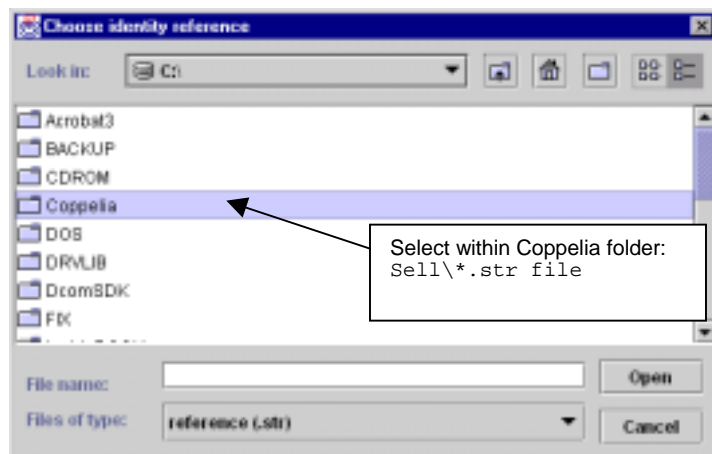 Choose identity reference
Look in: C:\
Acrobat3
BACKUP
CDROM
Coppelia
DOS
DRVLIB
DcomSDK
FIX
Select within Coppelia folder:
Sell\*.str file
File name:
Open
Files of type: reference (.str)
Cancel